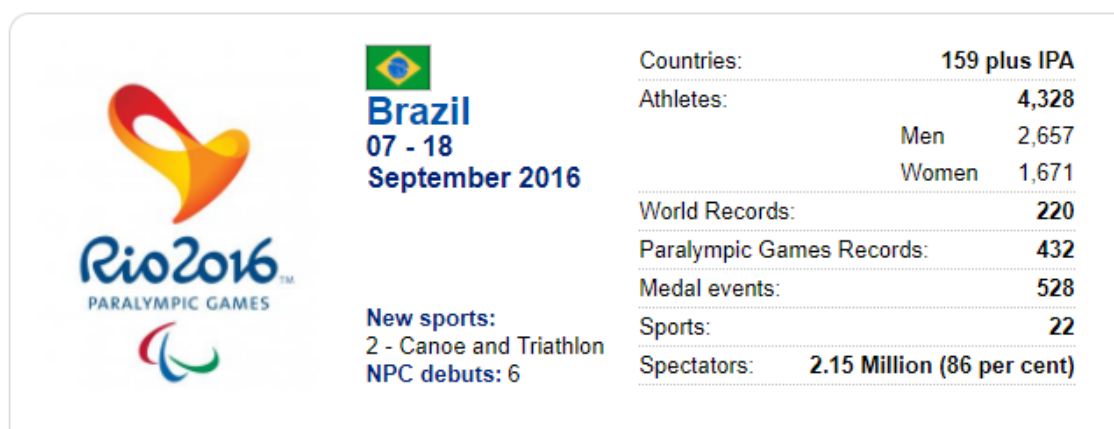 Rio2016™
PARALYMPIC GAMES
Brazil
07 - 18
September 2016
New sports:
2 - Canoe and Triathlon
NPC debuts: 6
Countries: 159 plus IPA
Athletes: 4,328
Men 2,657
Women 1,671
World Records: 220
Paralympic Games Records: 432
Medal events: 528
Sports: 22
Spectators: 2.15 Million (86 per cent)